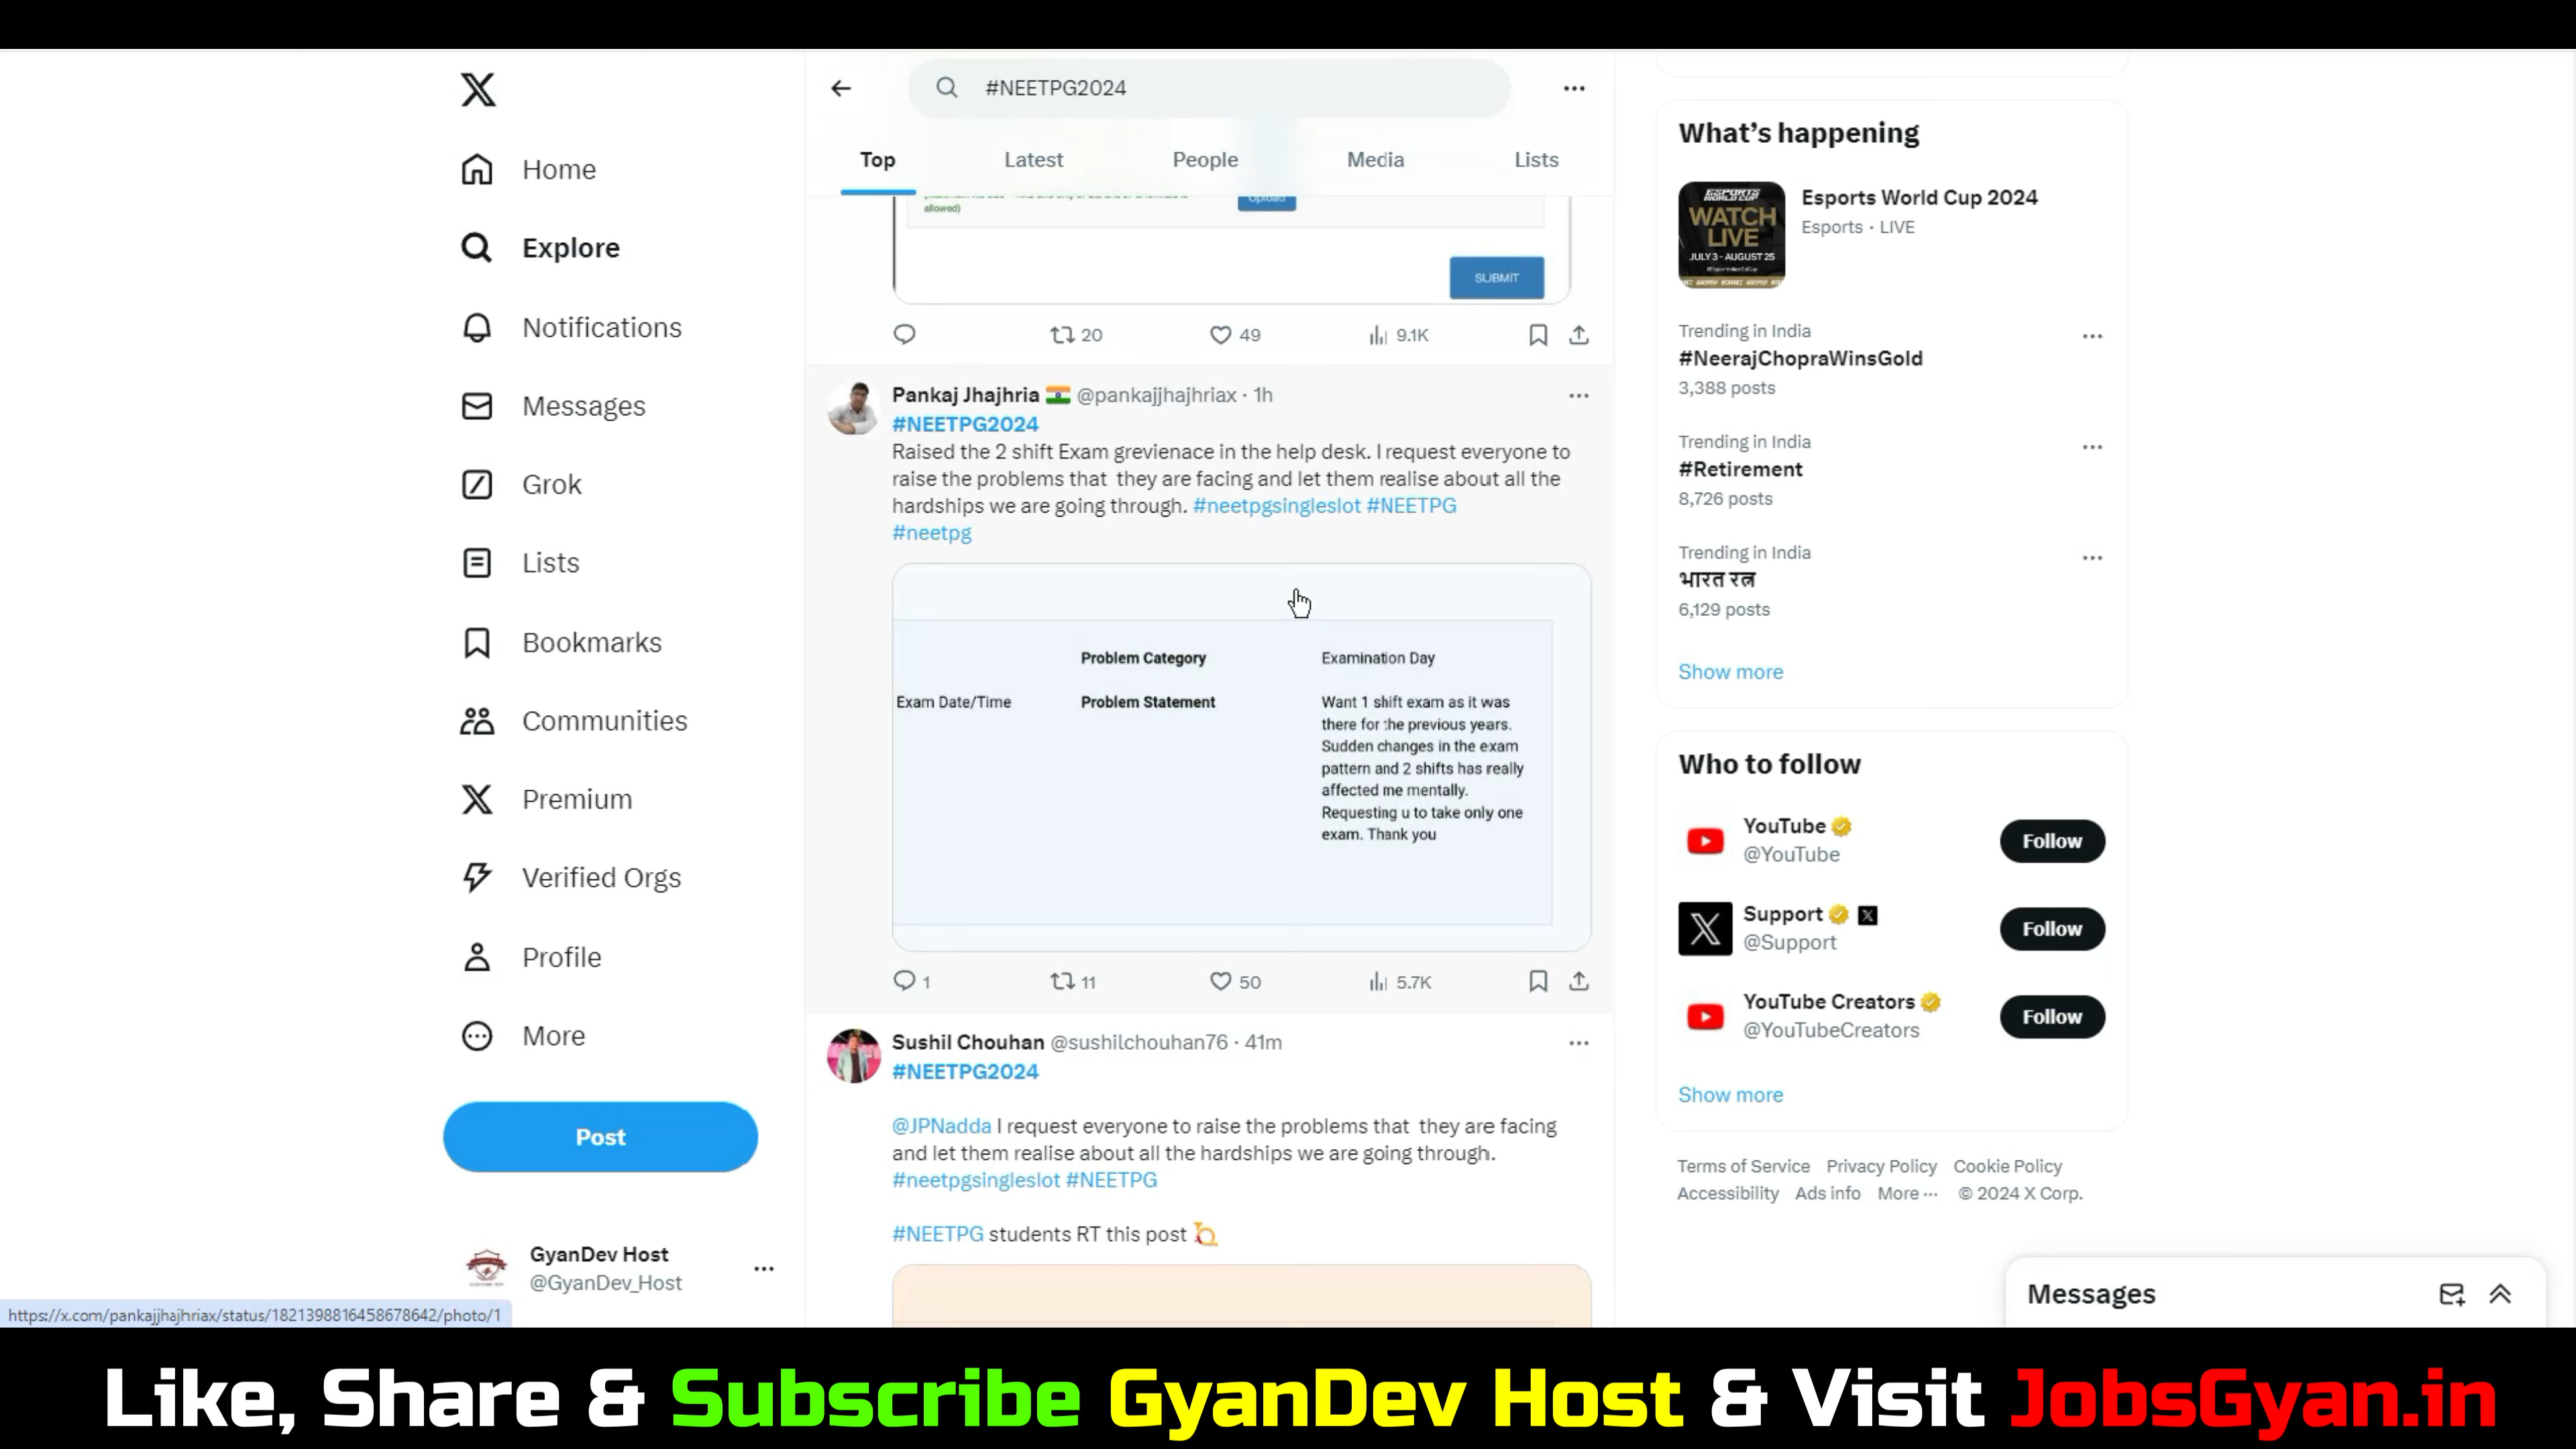 #NEETPG2024
Top Latest People Media Lists
Home
Explore
Notifications
Messages
Grok
Lists
Bookmarks
Communities
Premium
Verified Orgs
Profile
More
Post
GyanDev Host
@GyanDev_Host
allowed)
Upload
SUBMIT
20 49 9.1K
Pankaj Jhajhria @pankajjhajhriax · 1h
#NEETPG2024
Raised the 2 shift Exam grevienace in the help desk. I request everyone to
raise the problems that they are facing and let them realise about all the
hardships we are going through. #neetpgsingleslot #NEETPG
#neetpg
Problem Category Examination Day
Exam Date/Time Problem Statement Want 1 shift exam as it was
there for the previous years.
Sudden changes in the exam
pattern and 2 shifts has really
affected me mentally.
Requesting u to take only one
exam. Thank you
1 11 50 5.7K
Sushil Chouhan @sushilchouhan76 · 41m
#NEETPG2024
@JPNadda I request everyone to raise the problems that they are facing
and let them realise about all the hardships we are going through.
#neetpgsingleslot #NEETPG
#NEETPG students RT this post
What's happening
ESPORTS
WORLD CUP
WATCH
LIVE
JULY 3 - AUGUST 25
Esports World Cup 2024
Esports · LIVE
Trending in India
#NeerajChopraWinsGold
3,388 posts
Trending in India
#Retirement
8,726 posts
Trending in India
भारत रत्न
6,129 posts
Show more
Who to follow
YouTube
@YouTube
Follow
Support
@Support
Follow
YouTube Creators
@YouTubeCreators
Follow
Show more
Terms of Service Privacy Policy Cookie Policy
Accessibility Ads info More ··· © 2024 X Corp.
Messages
https://x.com/pankajjhajhriax/status/1821398816458678642/photo/1
Like, Share & Subscribe GyanDev Host & Visit JobsGyan.in